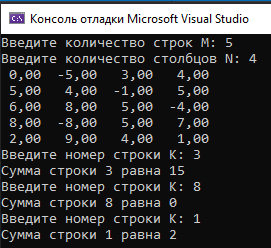 Консоль отладки Microsoft Visual Studio
Введите количество строк M: 5
Введите количество столбцов N: 4
0,00 -5,00 3,00 4,00
5,00 4,00 -1,00 5,00
6,00 8,00 5,00 -4,00
8,00 -8,00 5,00 7,00
2,00 9,00 4,00 1,00
Введите номер строки K: 3
Сумма строки 3 равна 15
Введите номер строки K: 8
Сумма строки 8 равна 0
Введите номер строки K: 1
Сумма строки 1 равна 2